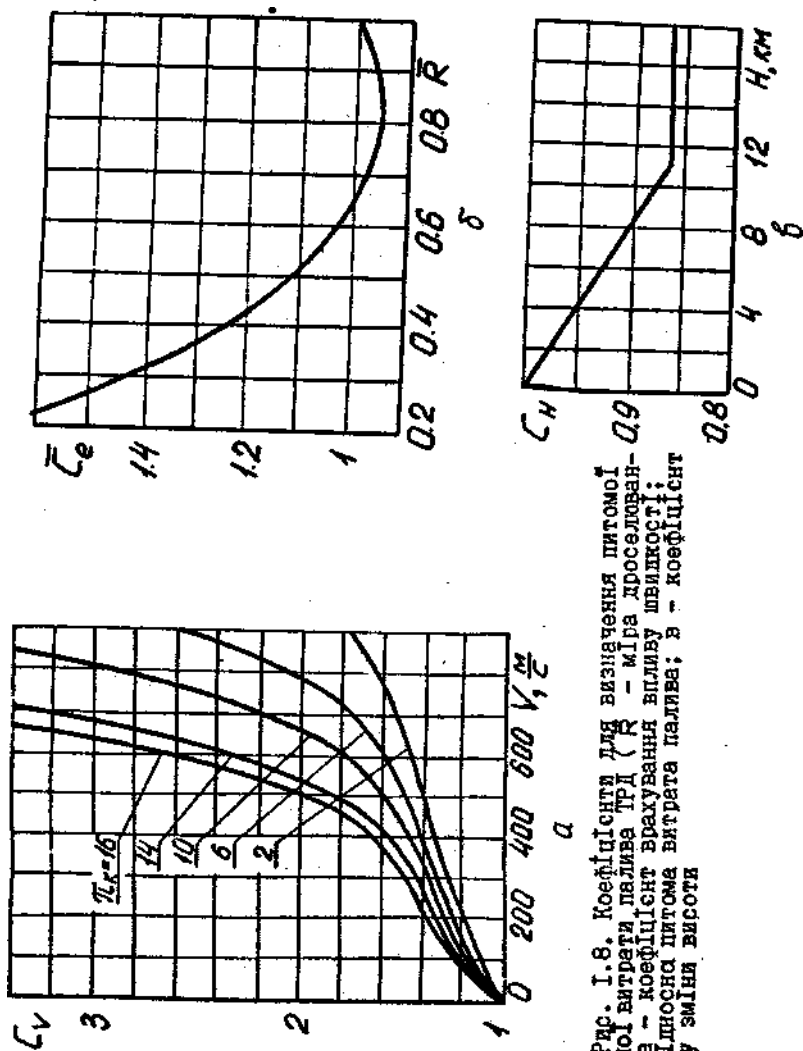 C_v
3
2
1
π_к=16
14
10
6
2
0 200 400 600 V, м/с
а
C̄_e
1.4
1.2
1
0.2 0.4 0.6 0.8 R̄
б
C_H
0.9
0.8
0 4 8 12 H, км
в
Рис. I.8. Коефіцієнти для визначення питомої
витрати палива ТРД ( R̄ – міра дроселюван-
а – коефіцієнт врахування впливу швидкості;
відносна питома витрата палива; в – коефіцієнт
у зміни висоти